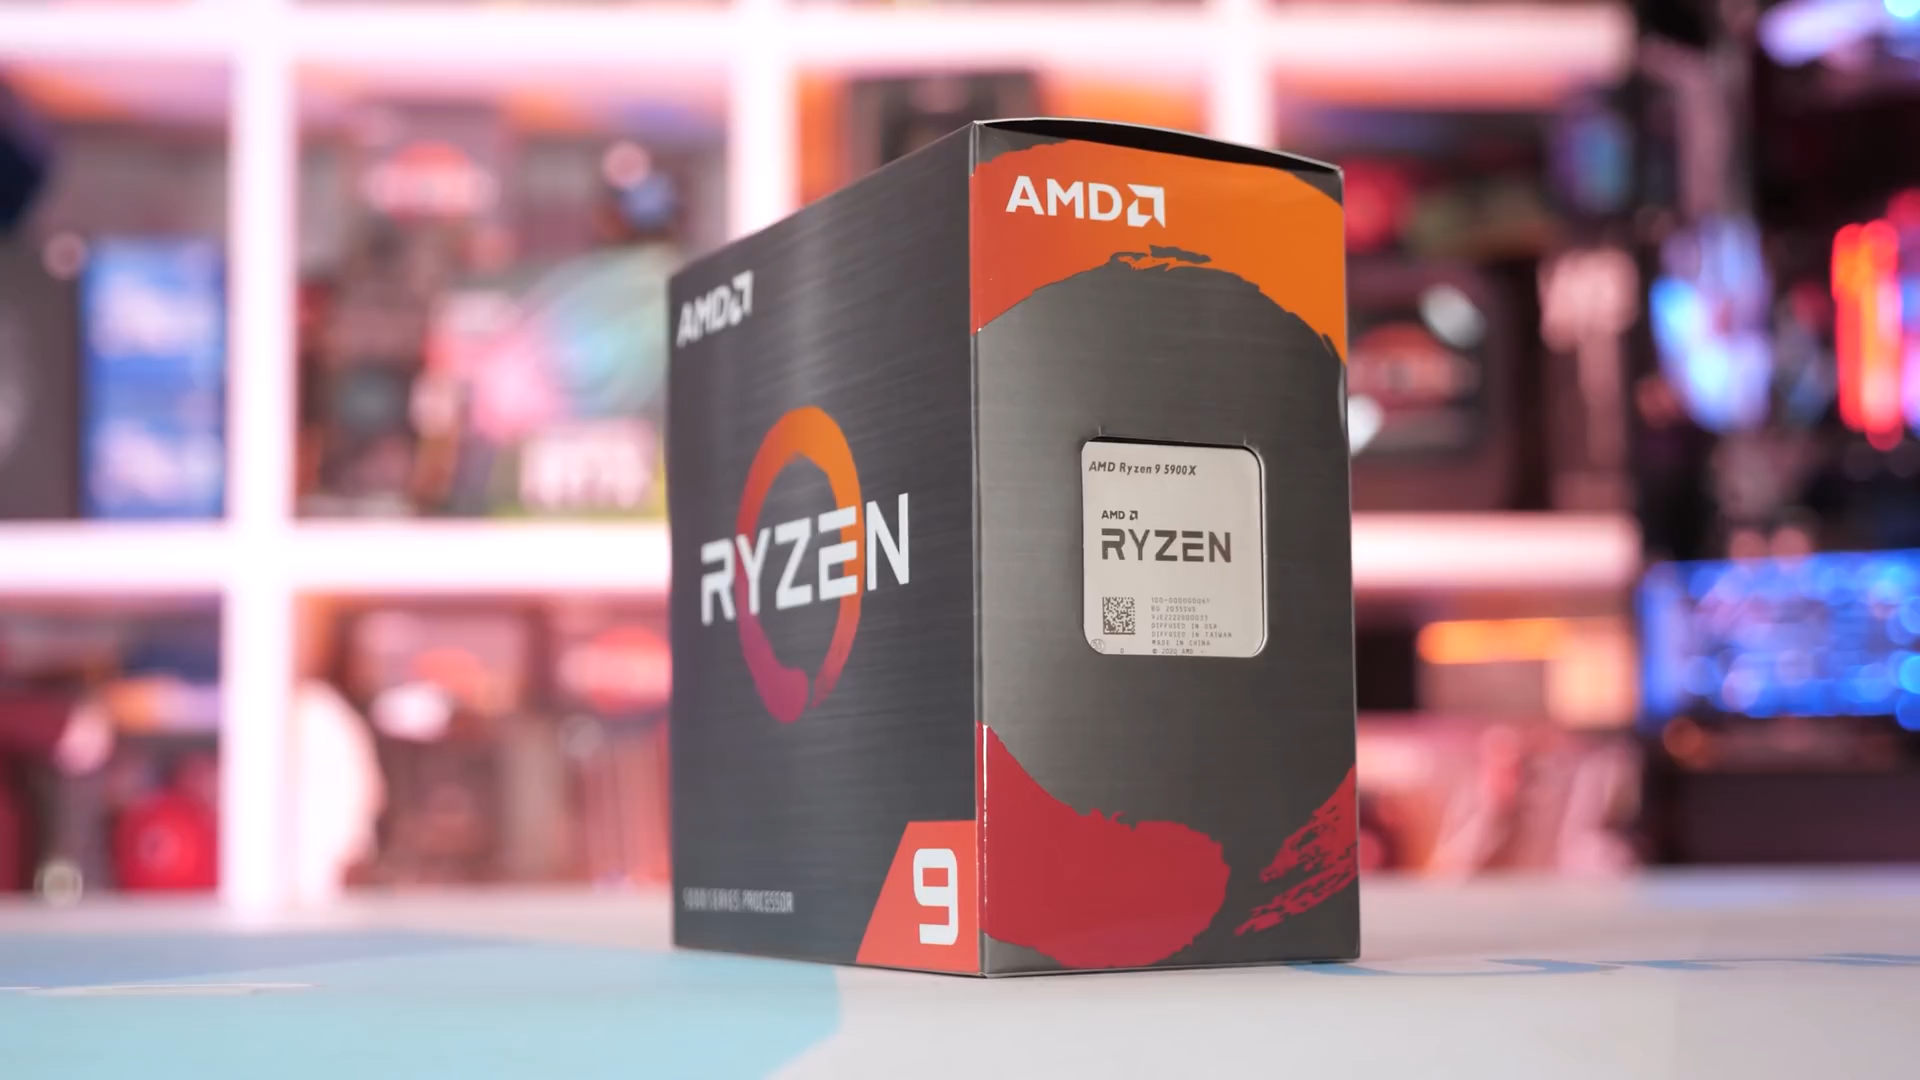 AMD
RYZEN
5000 SERIES PROCESSOR
9
AMD
AMD Ryzen 9 5900X
AMD
RYZEN
DIFFUSED IN USA
DIFFUSED IN TAIWAN
MADE IN CHINA
© 2020 AMD